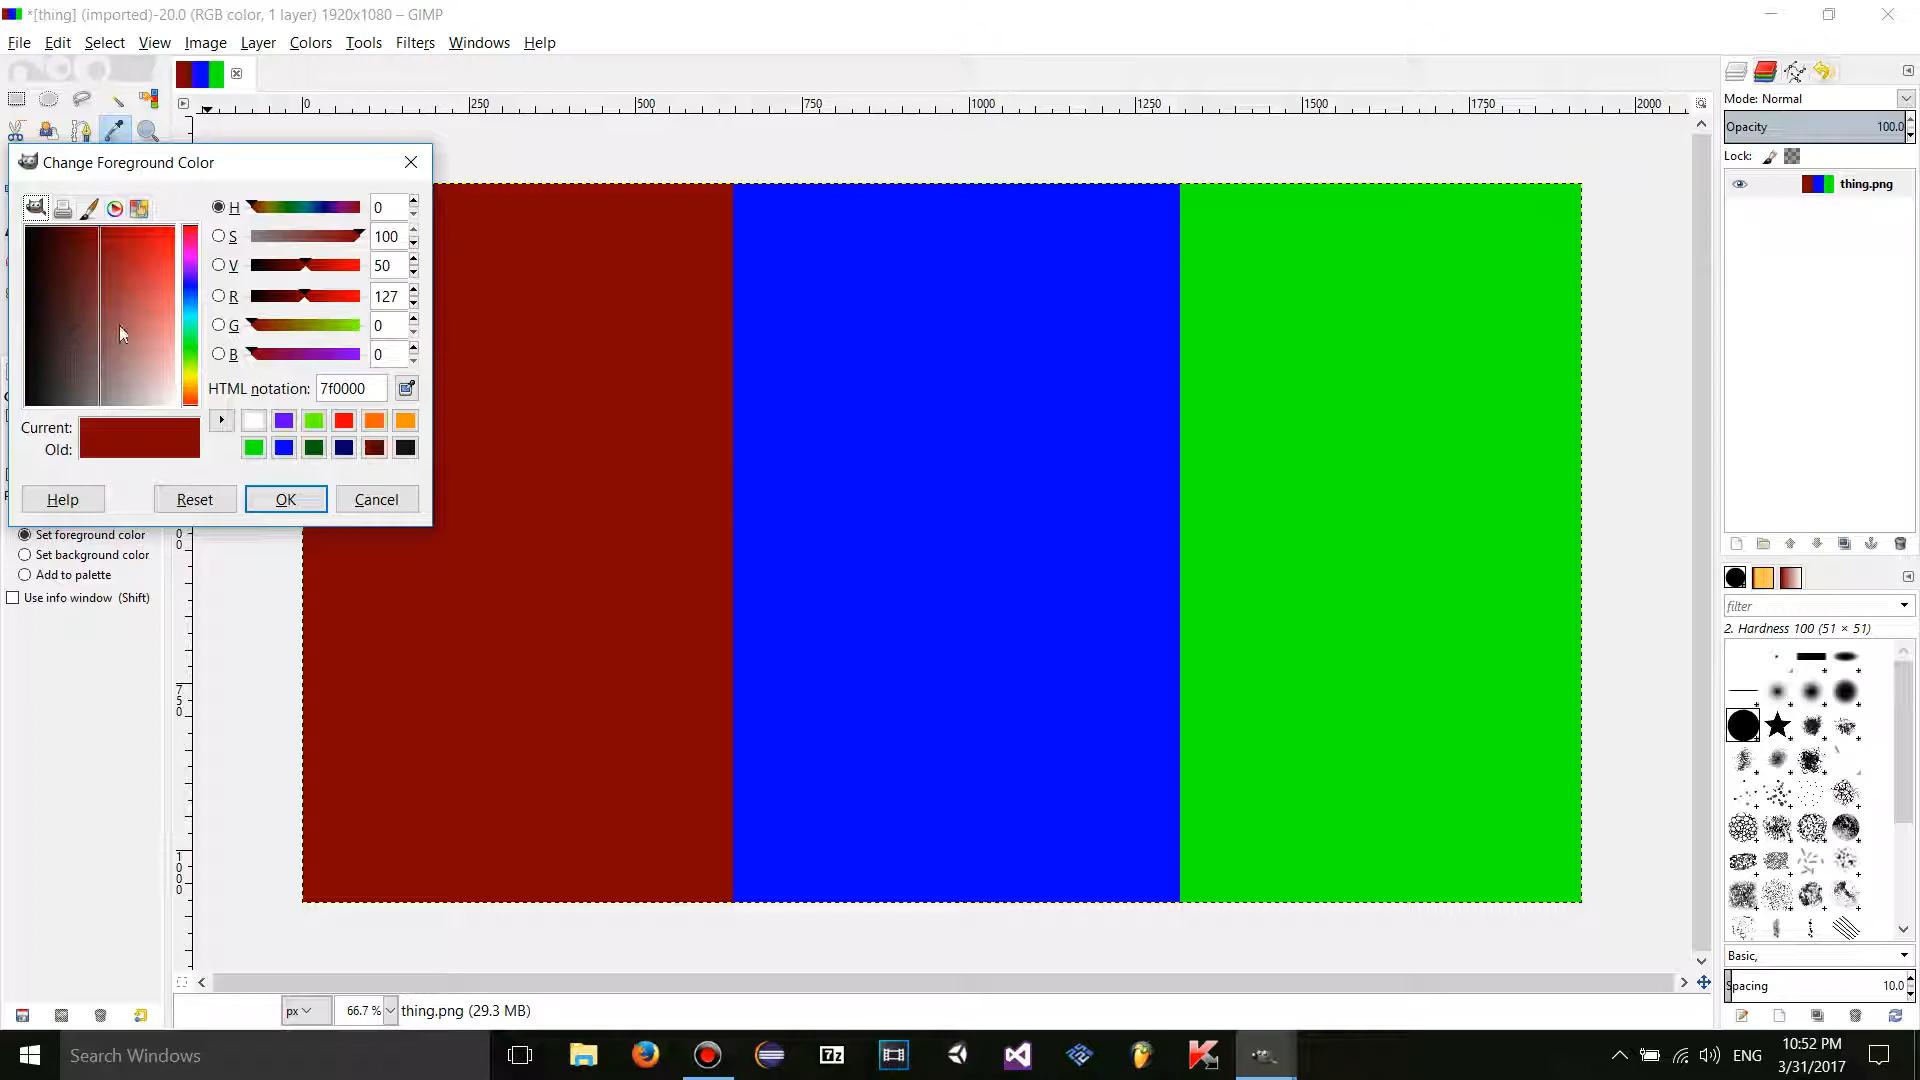 *[thing] (imported)-20.0 (RGB color, 1 layer) 1920x1080 – GIMP
File Edit Select View Image Layer Colors Tools Filters Windows Help
0 250 500 750 1000 1250 1500 1750 2000
Mode: Normal
Opacity 100.0
Lock:
thing.png
Change Foreground Color
H 0
S 100
V 50
R 127
G 0
B 0
HTML notation: 7f0000
Current:
Old:
Help Reset OK Cancel
Set foreground color
Set background color
Add to palette
Use info window (Shift)
750
1000
filter
2. Hardness 100 (51 × 51)
Basic,
Spacing 10.0
px 66.7 % thing.png (29.3 MB)
Search Windows
7z
ENG
10:52 PM
3/31/2017